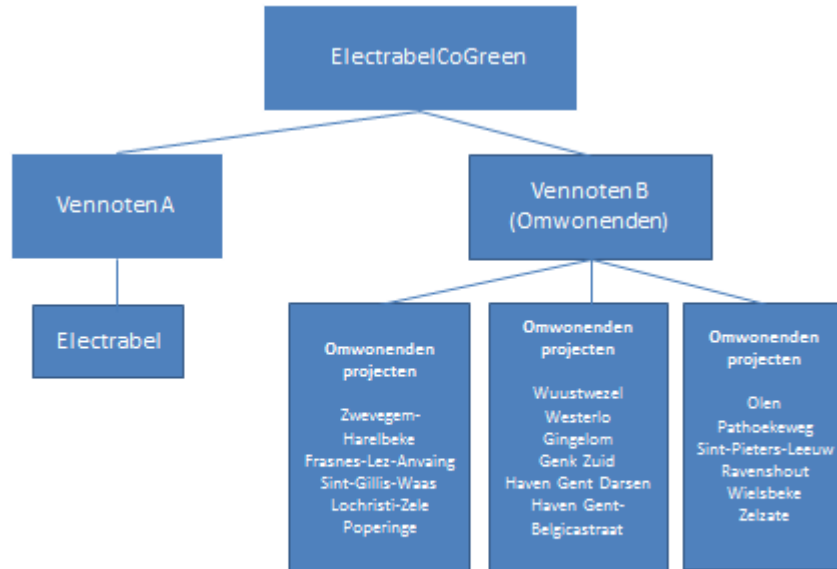 ElectrabelCoGreen
Vennoten A
Vennoten B
(Omwonenden)
Electrabel
Omwonenden
projecten
Zwevegem-
Harelbeke
Frasnes-Lez-Anvaing
Sint-Gillis-Waas
Lochristi-Zele
Poperinge
Omwonenden
projecten
Wuustwezel
Westerlo
Gingelom
Genk Zuid
Haven Gent Darsen
Haven Gent-
Belgicastraat
Omwonenden
projecten
Olen
Pathoekeweg
Sint-Pieters-Leeuw
Ravenshout
Wielsbeke
Zelzate